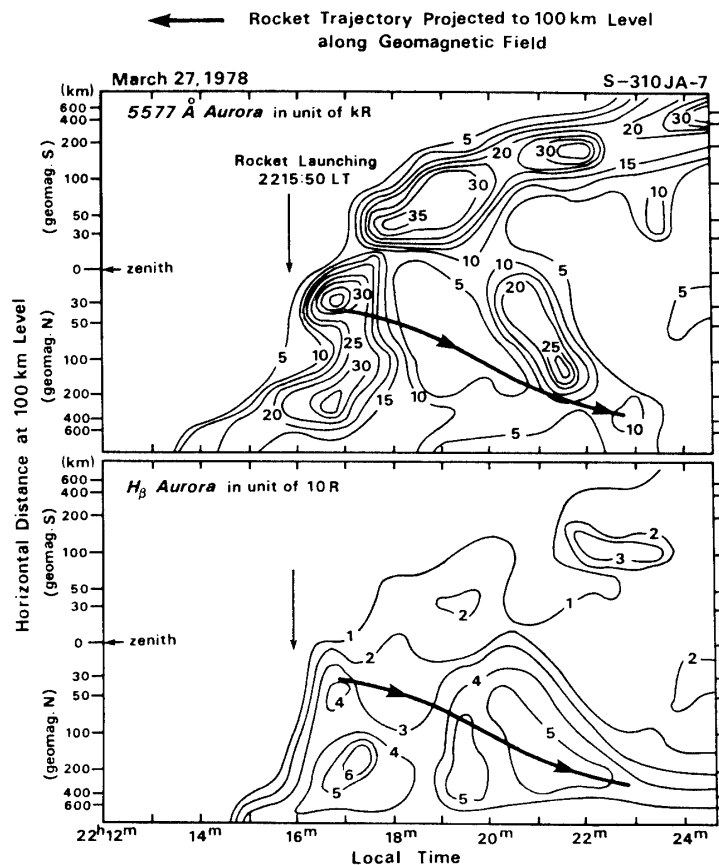 Rocket Trajectory Projected to 100 km Level
along Geomagnetic Field
March 27, 1978
S-310JA-7
(km)
5577 Å Aurora in unit of kR
600
400
200
100
50
30
0
zenith
30
50
100
200
400
600
(geomag. S)
(geomag. N)
Rocket Launching
2215:50 LT
5
20
30
15
20
30
10
30
35
10
5
5
10
20
5
30
25
10
30
25
5
20
15
10
5
10
Horizontal Distance at 100 km Level
(km)
Hβ Aurora in unit of 10 R
600
400
200
100
50
30
0
zenith
30
50
100
200
400
600
(geomag. S)
(geomag. N)
2
3
2
1
1
2
4
2
4
3
4
5
6
5
5
22h12m
14m
16m
18m
20m
22m
24m
Local Time